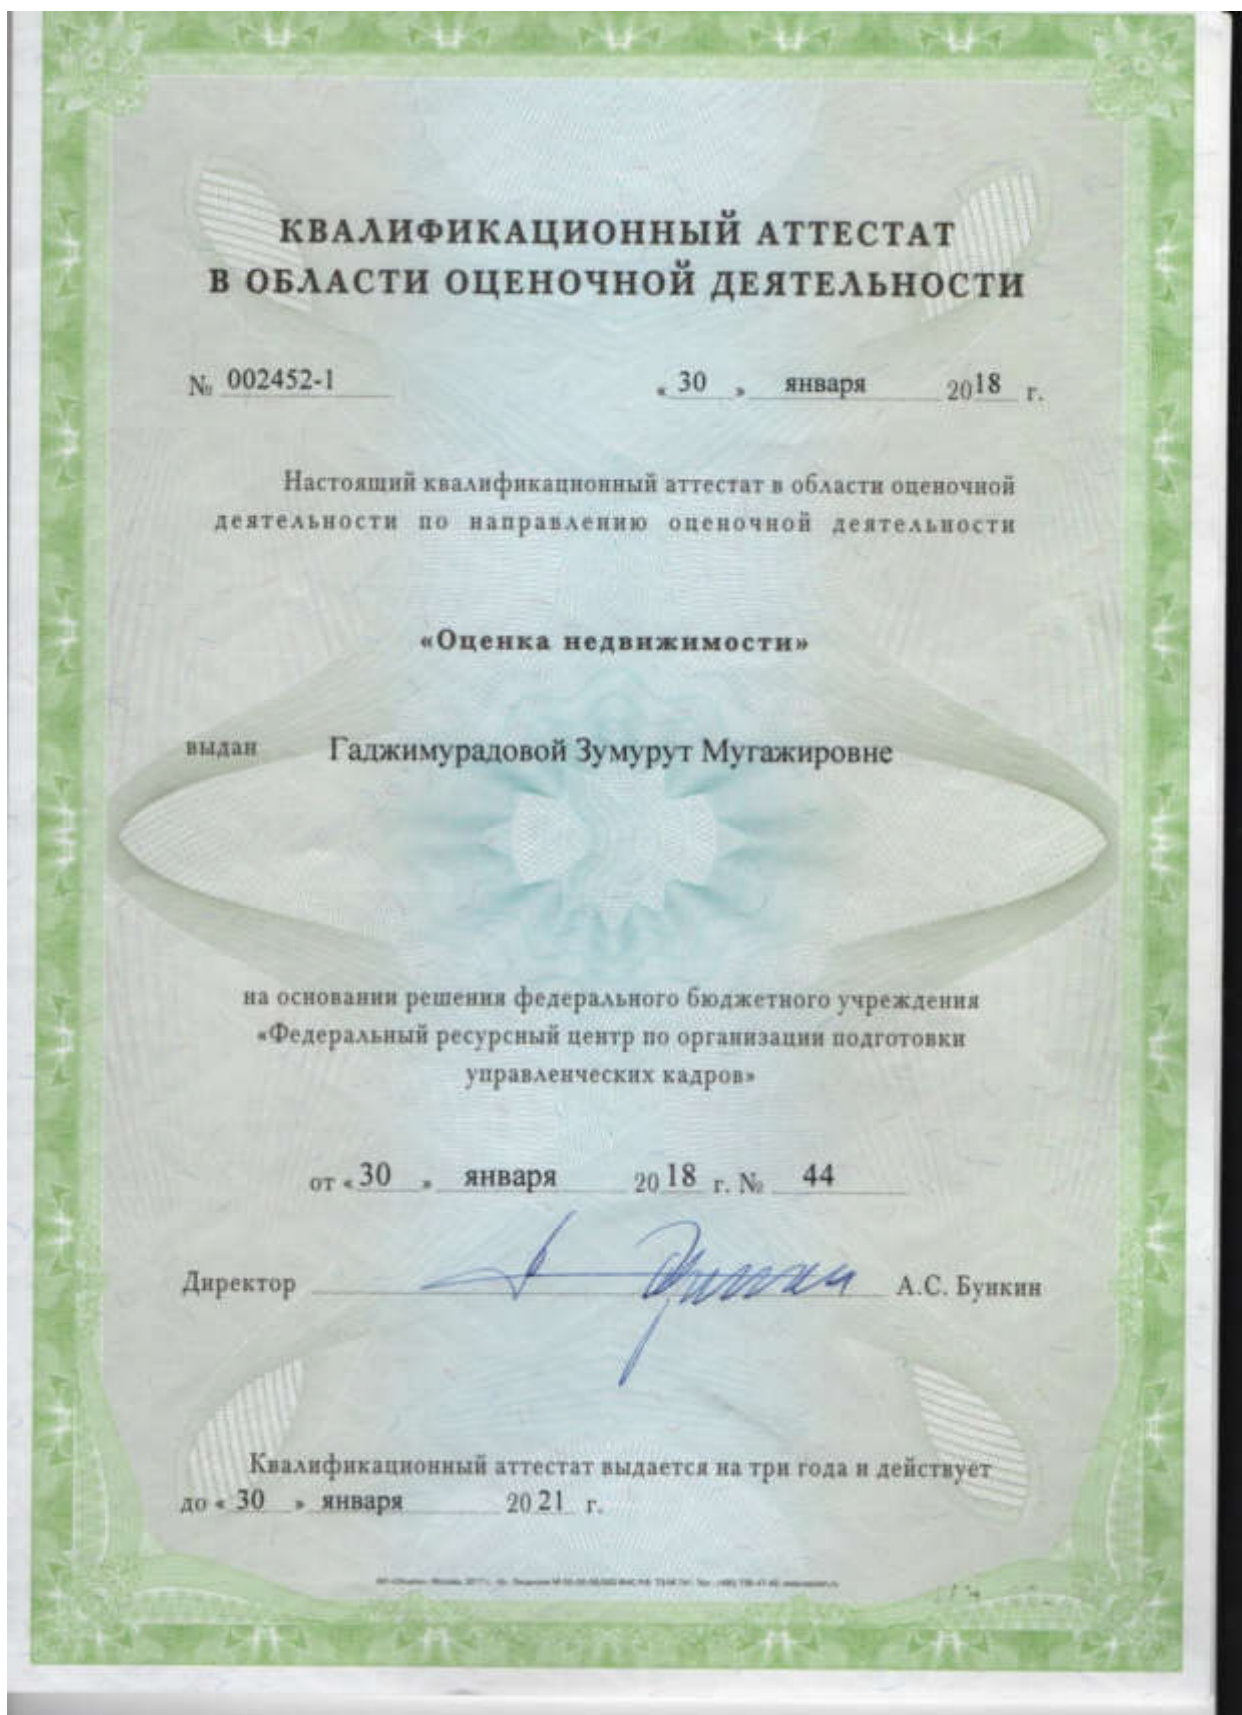 КВАЛИФИКАЦИОННЫЙ АТТЕСТАТ
В ОБЛАСТИ ОЦЕНОЧНОЙ ДЕЯТЕЛЬНОСТИ
№ 002452-1 « 30 » января 2018 г.
Настоящий квалификационный аттестат в области оценочной
деятельности по направлению оценочной деятельности
«Оценка недвижимости»
выдан Гаджимурадовой Зумурут Мугажировне
на основании решения федерального бюджетного учреждения
«Федеральный ресурсный центр по организации подготовки
управленческих кадров»
от « 30 » января 2018 г. № 44
Директор А.С. Бункин
Квалификационный аттестат выдается на три года и действует
до « 30 » января 2021 г.